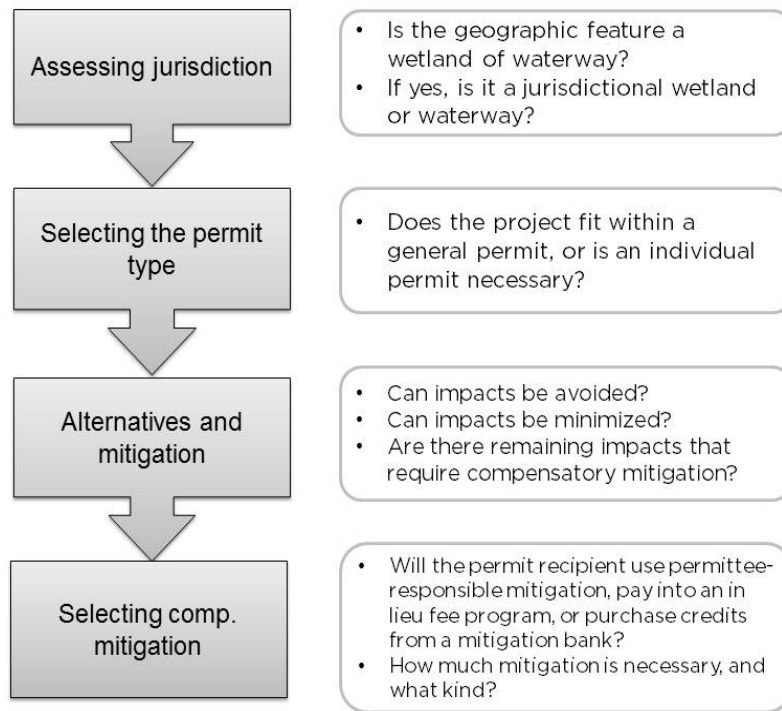 Assessing jurisdiction
• Is the geographic feature a
wetland of waterway?
• If yes, is it a jurisdictional wetland
or waterway?
Selecting the permit
type
• Does the project fit within a
general permit, or is an individual
permit necessary?
Alternatives and
mitigation
• Can impacts be avoided?
• Can impacts be minimized?
• Are there remaining impacts that
require compensatory mitigation?
Selecting comp.
mitigation
• Will the permit recipient use permittee-
responsible mitigation, pay into an in
lieu fee program, or purchase credits
from a mitigation bank?
• How much mitigation is necessary, and
what kind?